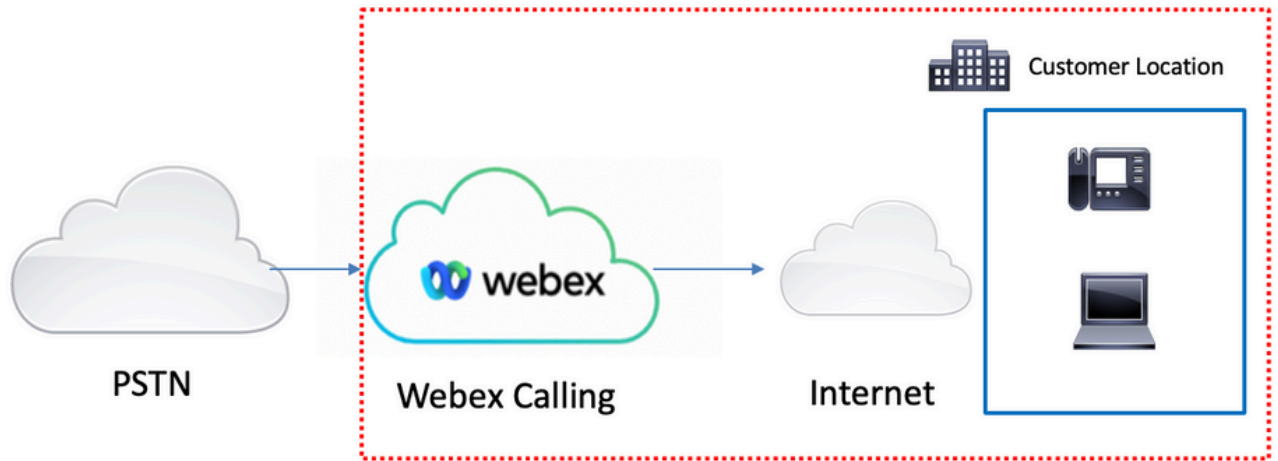 Customer Location
webex
PSTN
Webex Calling
Internet